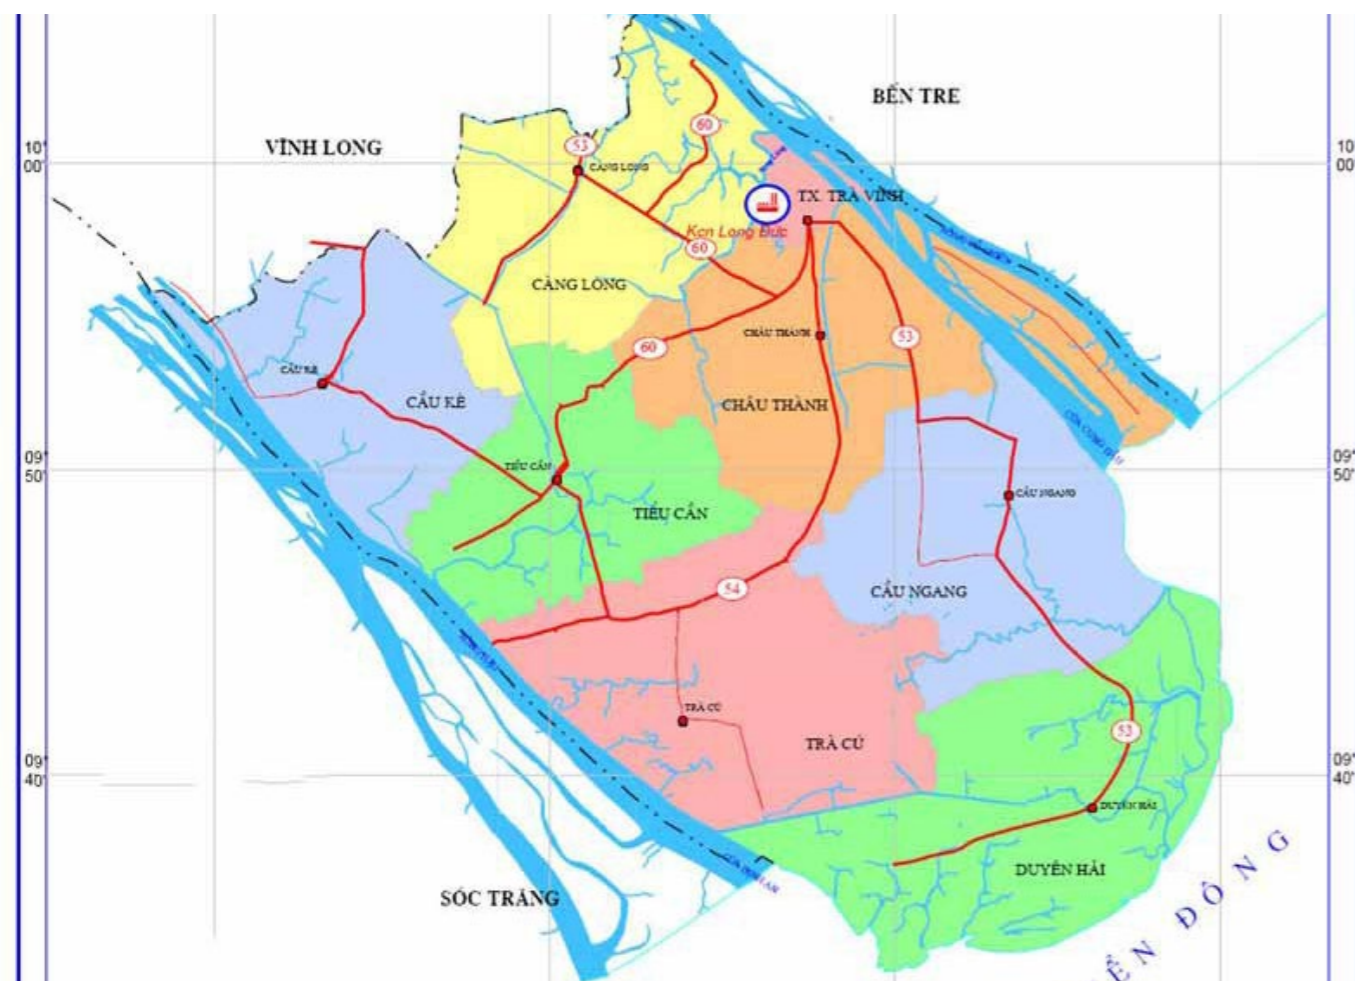 BẾN TRE
VĨNH LONG
10°
00'
10°
00'
60
53
CÀNG LONG
TX. TRÀ VINH
Kcn Long Đức
60
CÀNG LONG
60
CHÂU THÀNH
53
CẦU KÈ
CẦU KÈ
CHÂU THÀNH
09°
50'
09°
50'
TIỂU CẦN
CẦU NGANG
TIỂU CẦN
54
CẦU NGANG
TRÀ CÚ
53
TRÀ CÚ
09°
40'
09°
40'
DUYÊN HẢI
DUYÊN HẢI
SÓC TRĂNG
ĐÔNG